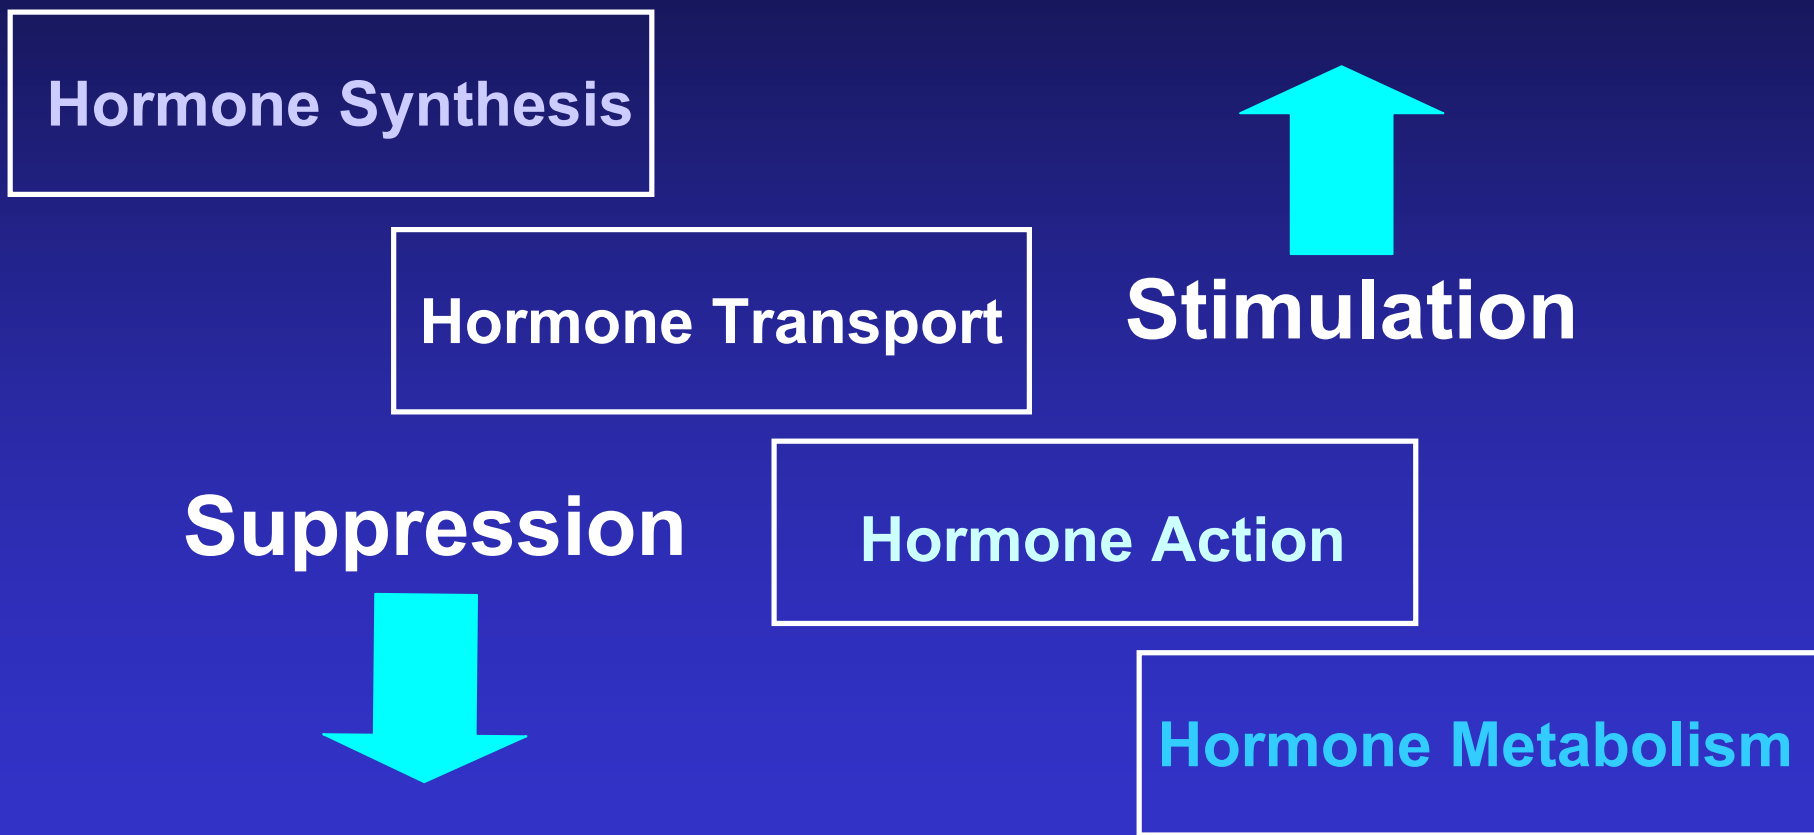 Hormone Synthesis
Hormone Transport
Stimulation
Suppression
Hormone Action
Hormone Metabolism